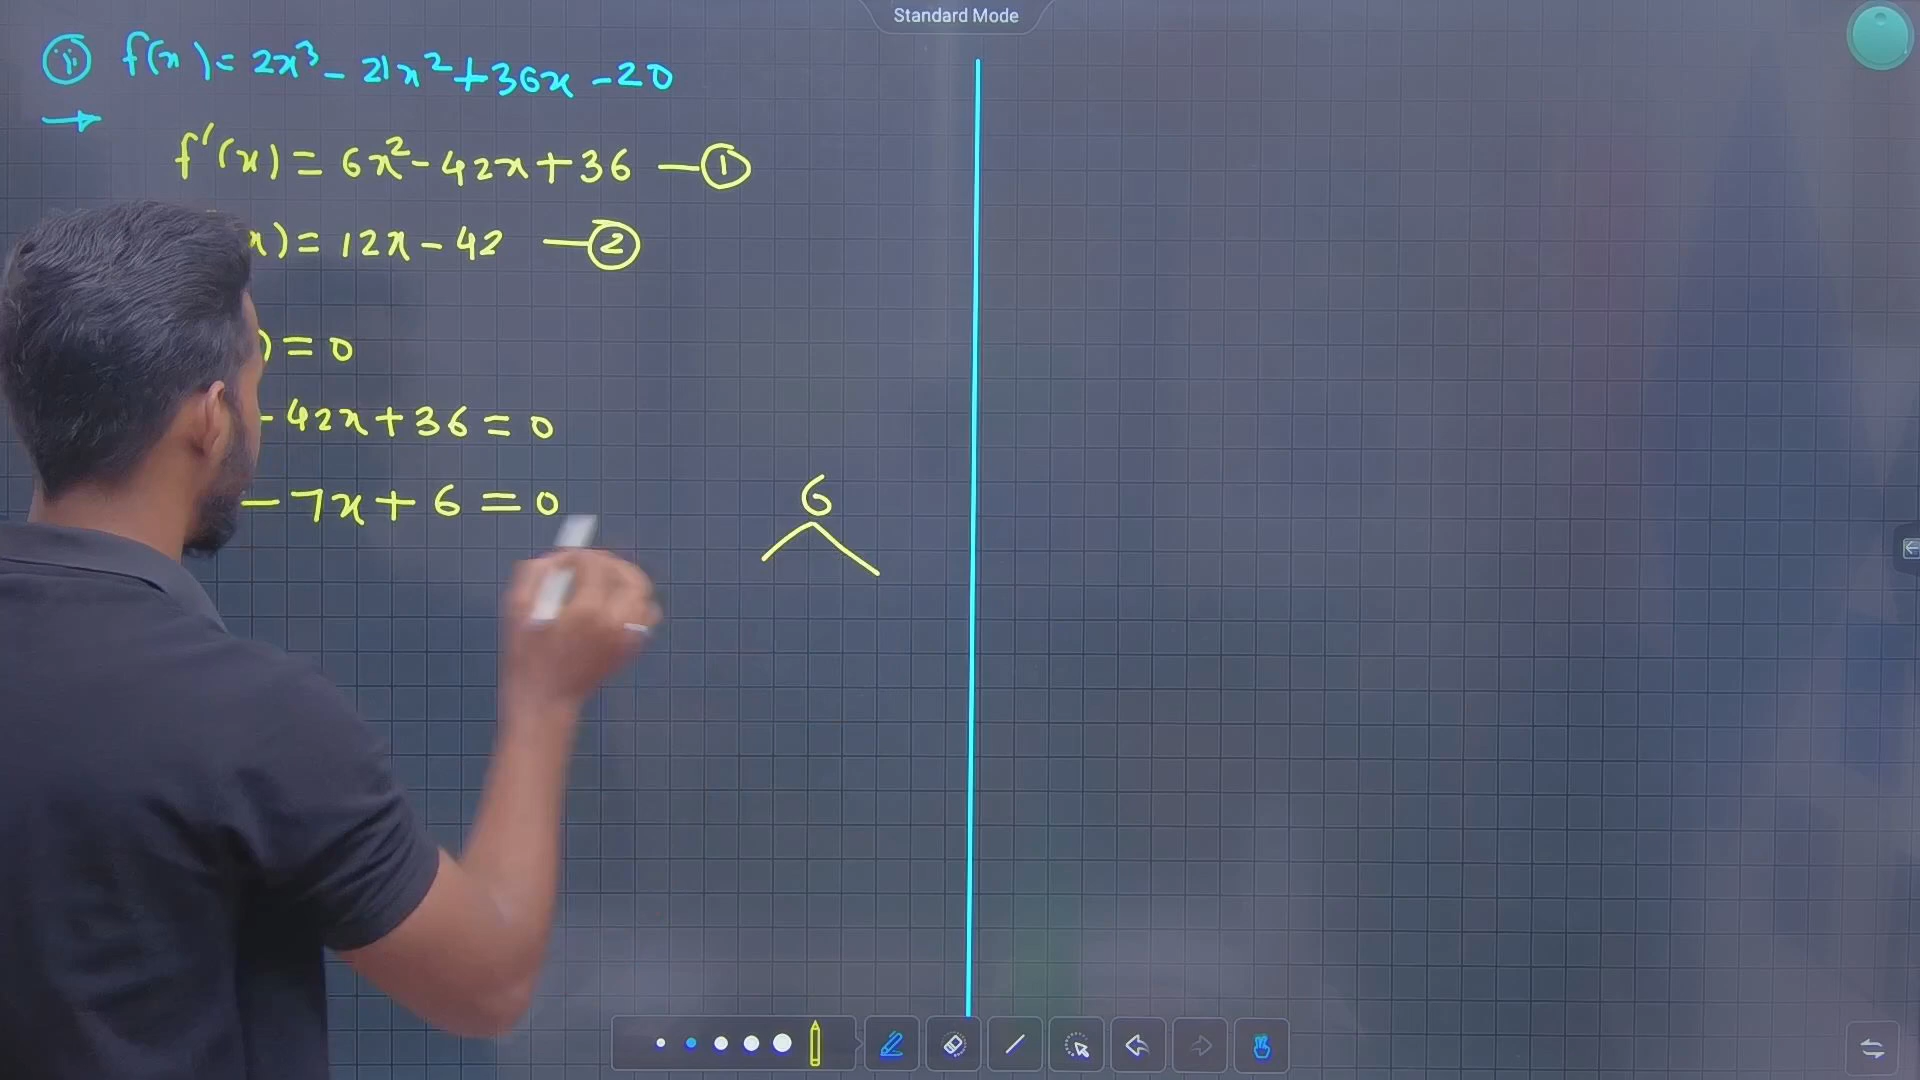 Standard Mode
ii f(x) = 2x³ - 21x² + 36x - 20
f'(x) = 6x² - 42x + 36 — ①
x) = 12x - 42 — ②
) = 0
- 42x + 36 = 0
- 7x + 6 = 0
6